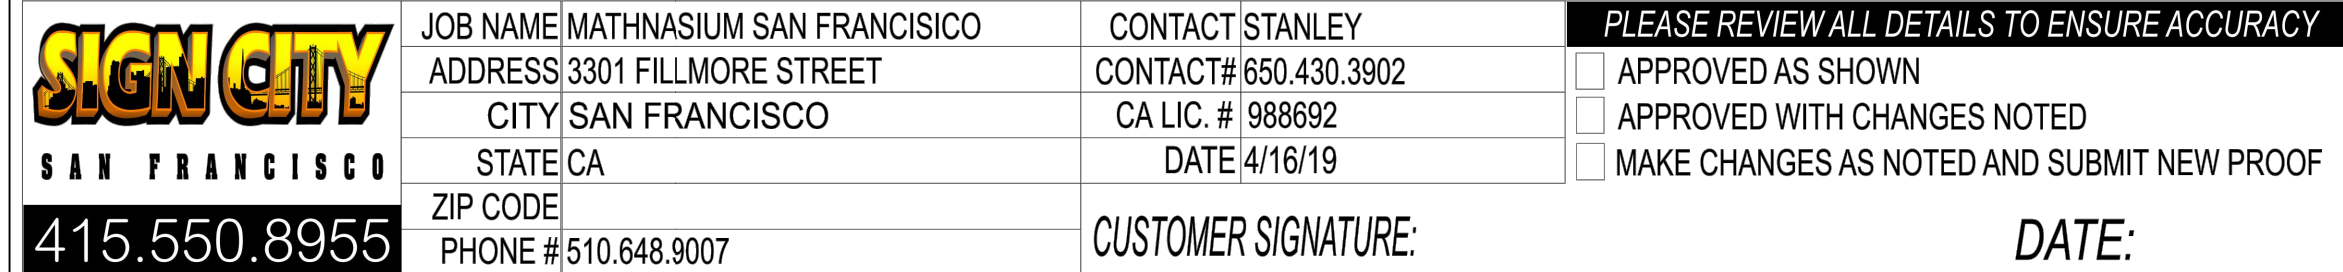 SIGN CITY
SAN FRANCISCO
415.550.8955
JOB NAME MATHNASIUM SAN FRANCISICO
ADDRESS 3301 FILLMORE STREET
CITY SAN FRANCISCO
STATE CA
ZIP CODE
PHONE # 510.648.9007
CONTACT STANLEY
CONTACT# 650.430.3902
CA LIC. # 988692
DATE 4/16/19
CUSTOMER SIGNATURE:
PLEASE REVIEW ALL DETAILS TO ENSURE ACCURACY
APPROVED AS SHOWN
APPROVED WITH CHANGES NOTED
MAKE CHANGES AS NOTED AND SUBMIT NEW PROOF
DATE: